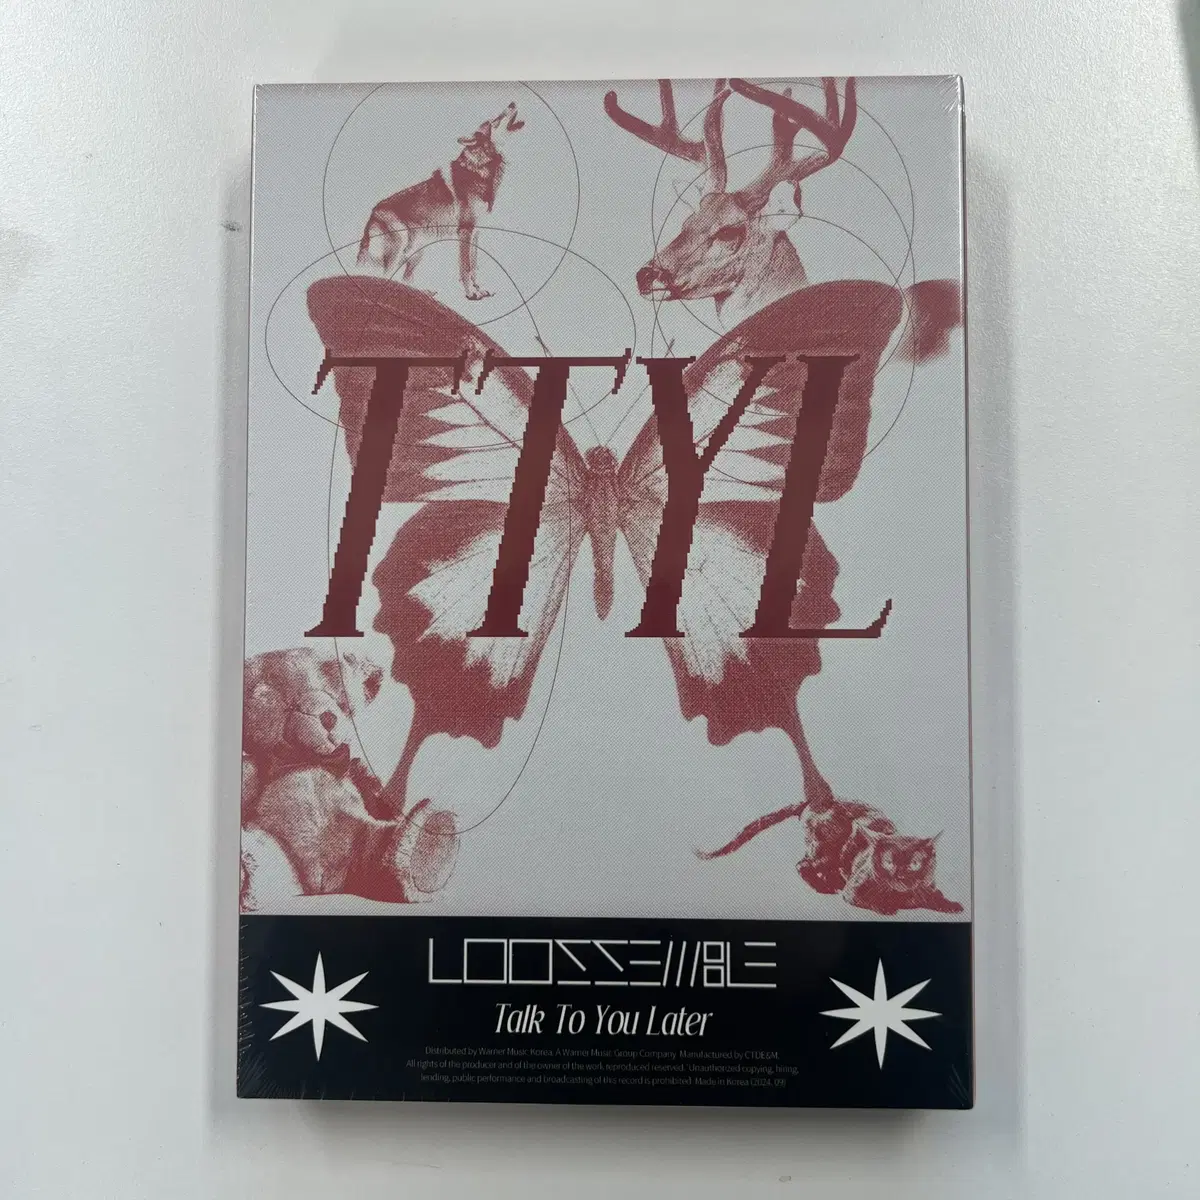 TTYL
LOOSSEMBLE
Talk To You Later
Distributed by Warner Music Korea. A Warner Music Group Company. Manufactured by CTDE&M.
All rights of the producer and of the owner of the work reproduced reserved. Unauthorized copying, hiring,
lending, public performance and broadcasting of this record is prohibited. Made in Korea (2024. 09)